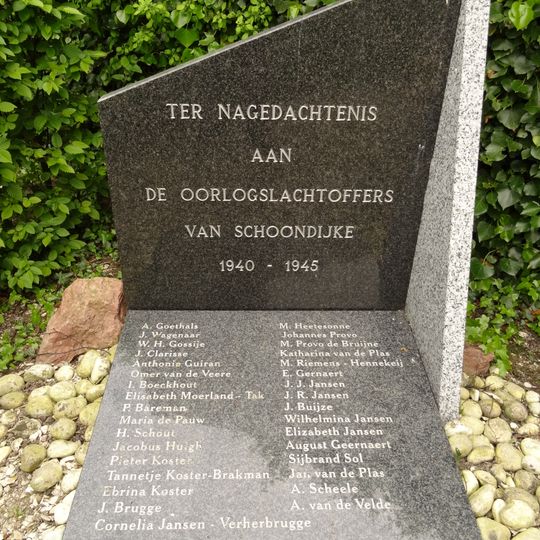 TER NAGEDACHTENIS
AAN
DE OORLOGSLACHTOFFERS
VAN SCHOONDIJKE
1940 - 1945
A. Goethals
J. Wagenaar
W. H. Gossije
J. Clarisse
Anthonie Guiran
Omer van de Veere
I. Boeckhout
Elisabeth Moerland - Tak
P. Bareman
Maria de Pauw
H. Schout
Jacobus Huigh
Pieter Koster
Tannetje Koster-Brakman
Ebrina Koster
J. Brugge
Cornelia Jansen - Verherbrugge
M. Heetesonne
Johannes Provo
M. Provo de Bruijne
Katharina van de Plas
M. Riemens - Hennekeij
E. Gernaert
J. J. Jansen
J. R. Jansen
J. Buijze
Wilhelmina Jansen
Elizabeth Jansen
August Geernaert
Sijbrand Sol
Jan. van de Plas
A. Scheele
A. van de Velde